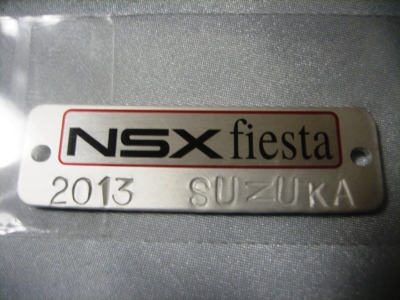 NSX fiesta
2013 SUZUKA